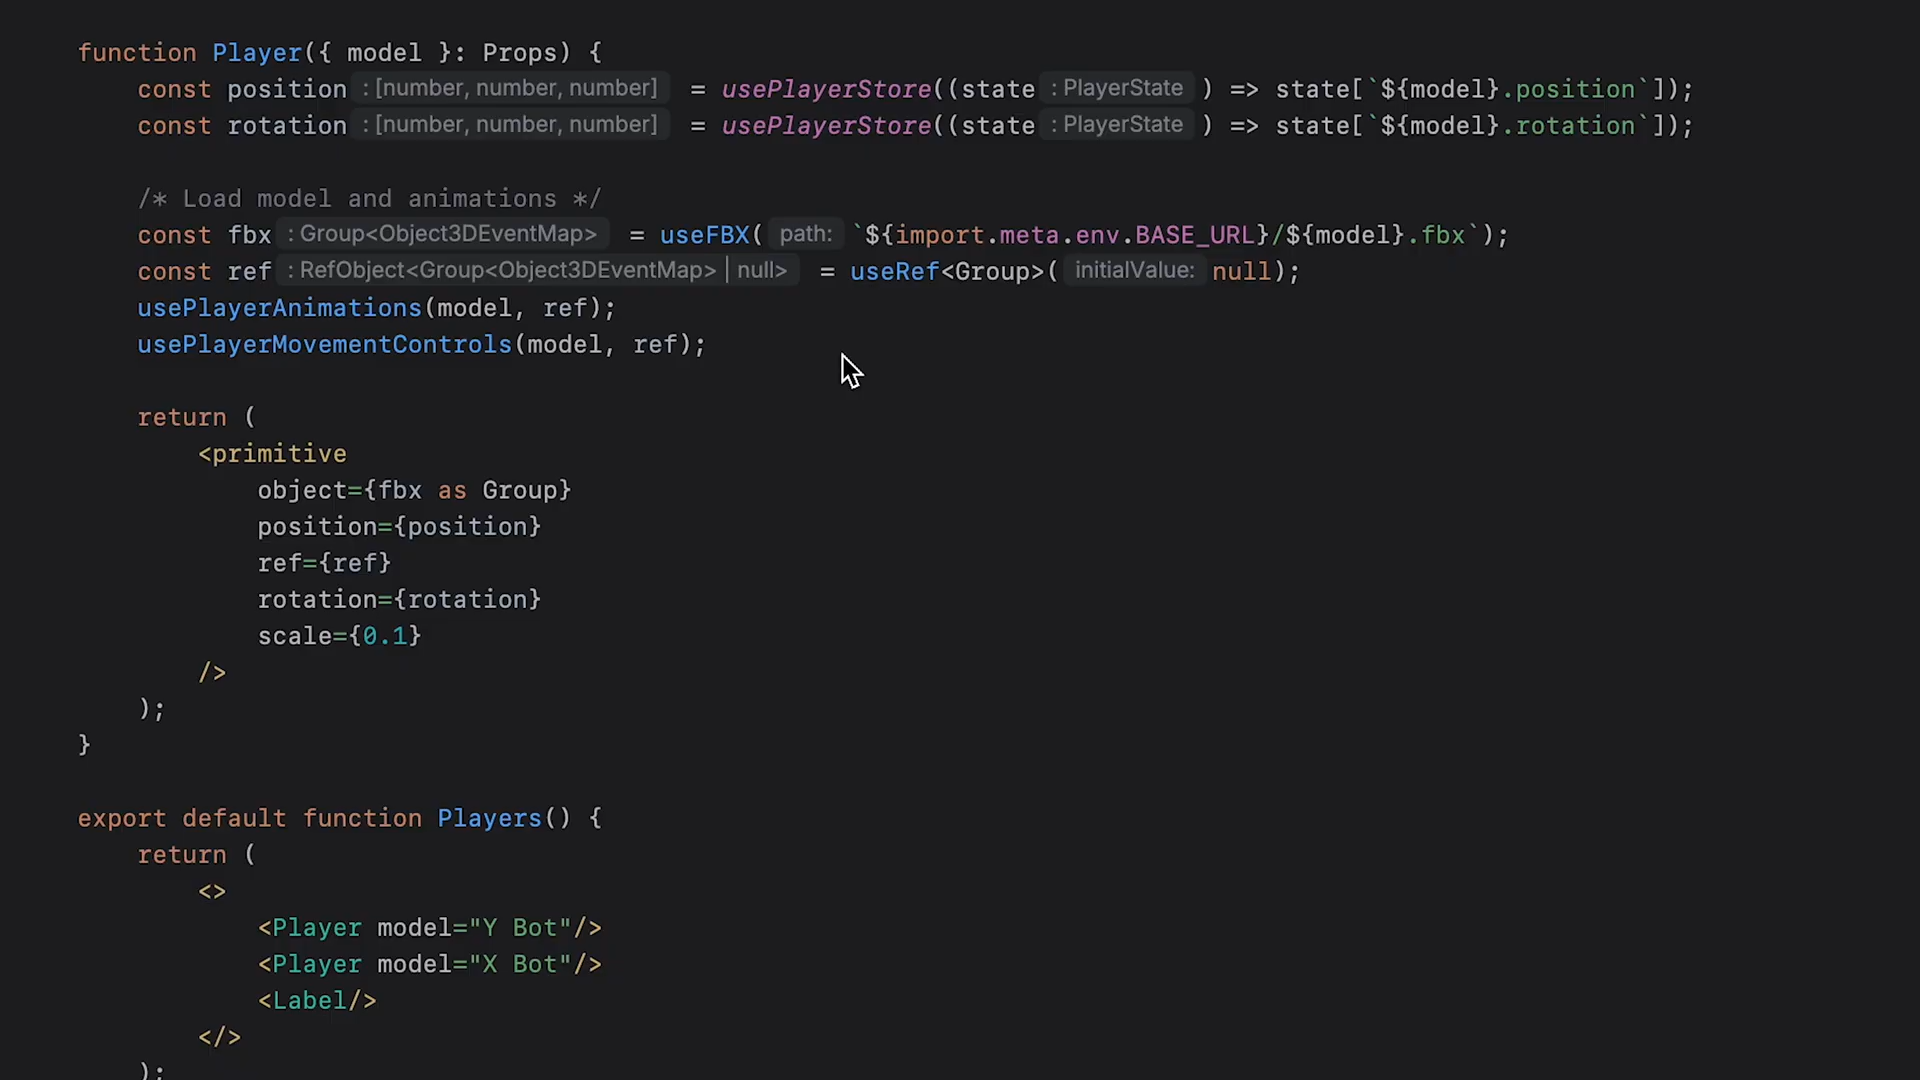 function Player({ model }: Props) {
const position : [number, number, number] = usePlayerStore((state : PlayerState ) => state[`${model}.position`]);
const rotation : [number, number, number] = usePlayerStore((state : PlayerState ) => state[`${model}.rotation`]);
/* Load model and animations */
const fbx : Group<Object3DEventMap> = useFBX( path: `${import.meta.env.BASE_URL}/${model}.fbx`);
const ref : RefObject<Group<Object3DEventMap> | null> = useRef<Group>( initialValue: null);
usePlayerAnimations(model, ref);
usePlayerMovementControls(model, ref);
return (
<primitive
object={fbx as Group}
position={position}
ref={ref}
rotation={rotation}
scale={0.1}
/>
);
}
export default function Players() {
return (
<>
<Player model="Y Bot"/>
<Player model="X Bot"/>
<Label/>
</>
);